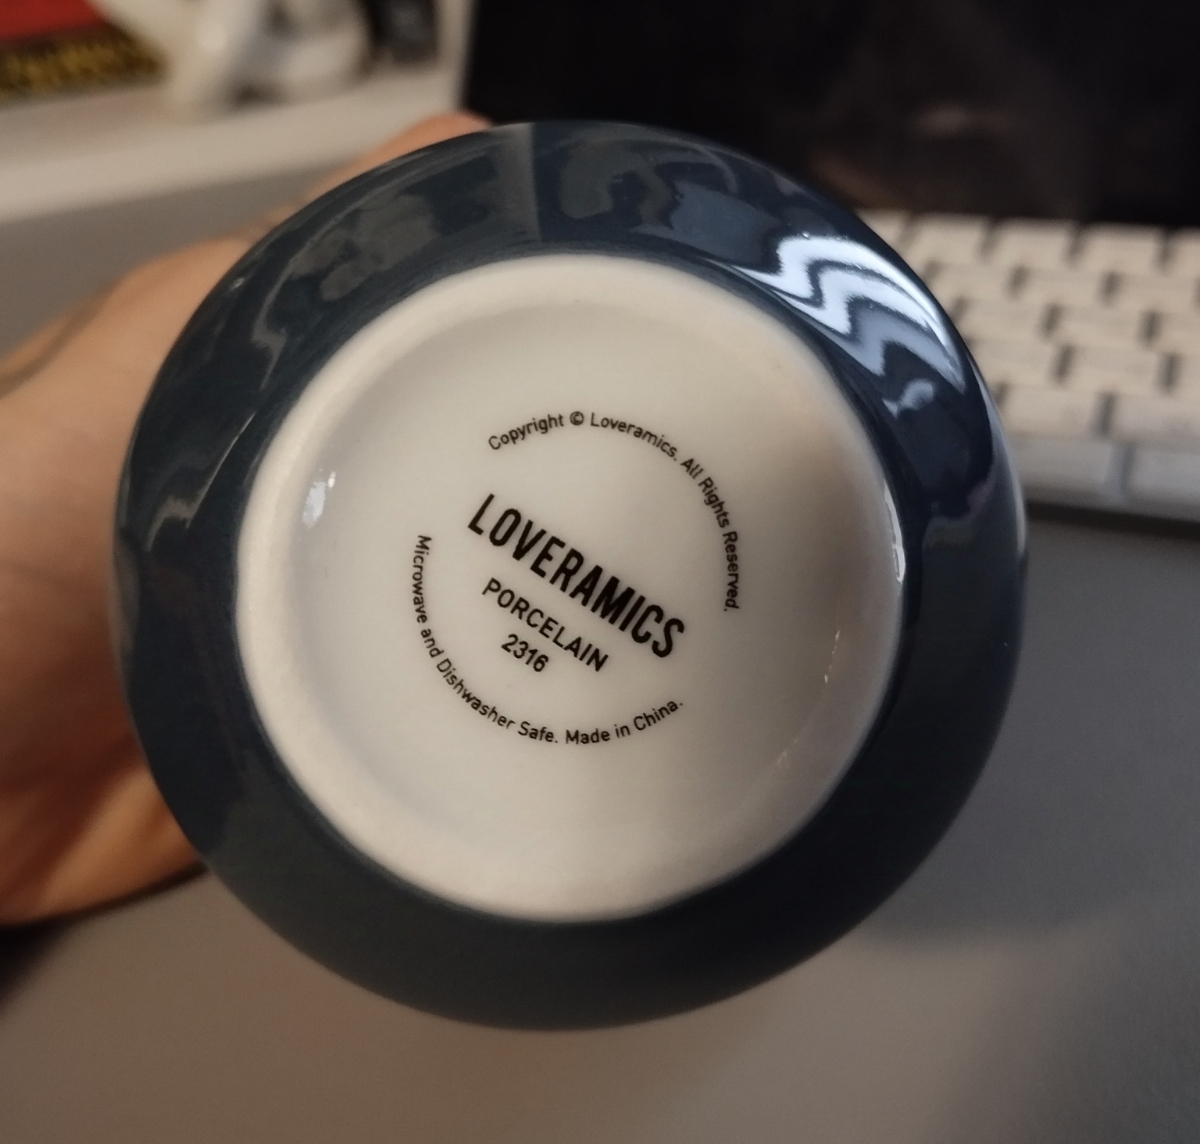 Copyright © Loveramics. All Rights Reserved.
LOVERAMICS
PORCELAIN
2316
Microwave and Dishwasher Safe. Made in China.